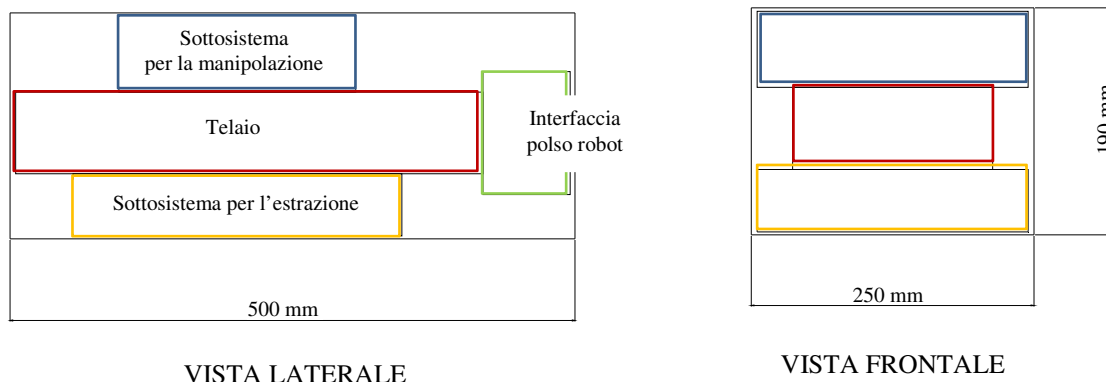 Sottosistema
per la manipolazione
Telaio
Interfaccia
polso robot
Sottosistema per l'estrazione
500 mm
VISTA LATERALE
190 mm
250 mm
VISTA FRONTALE